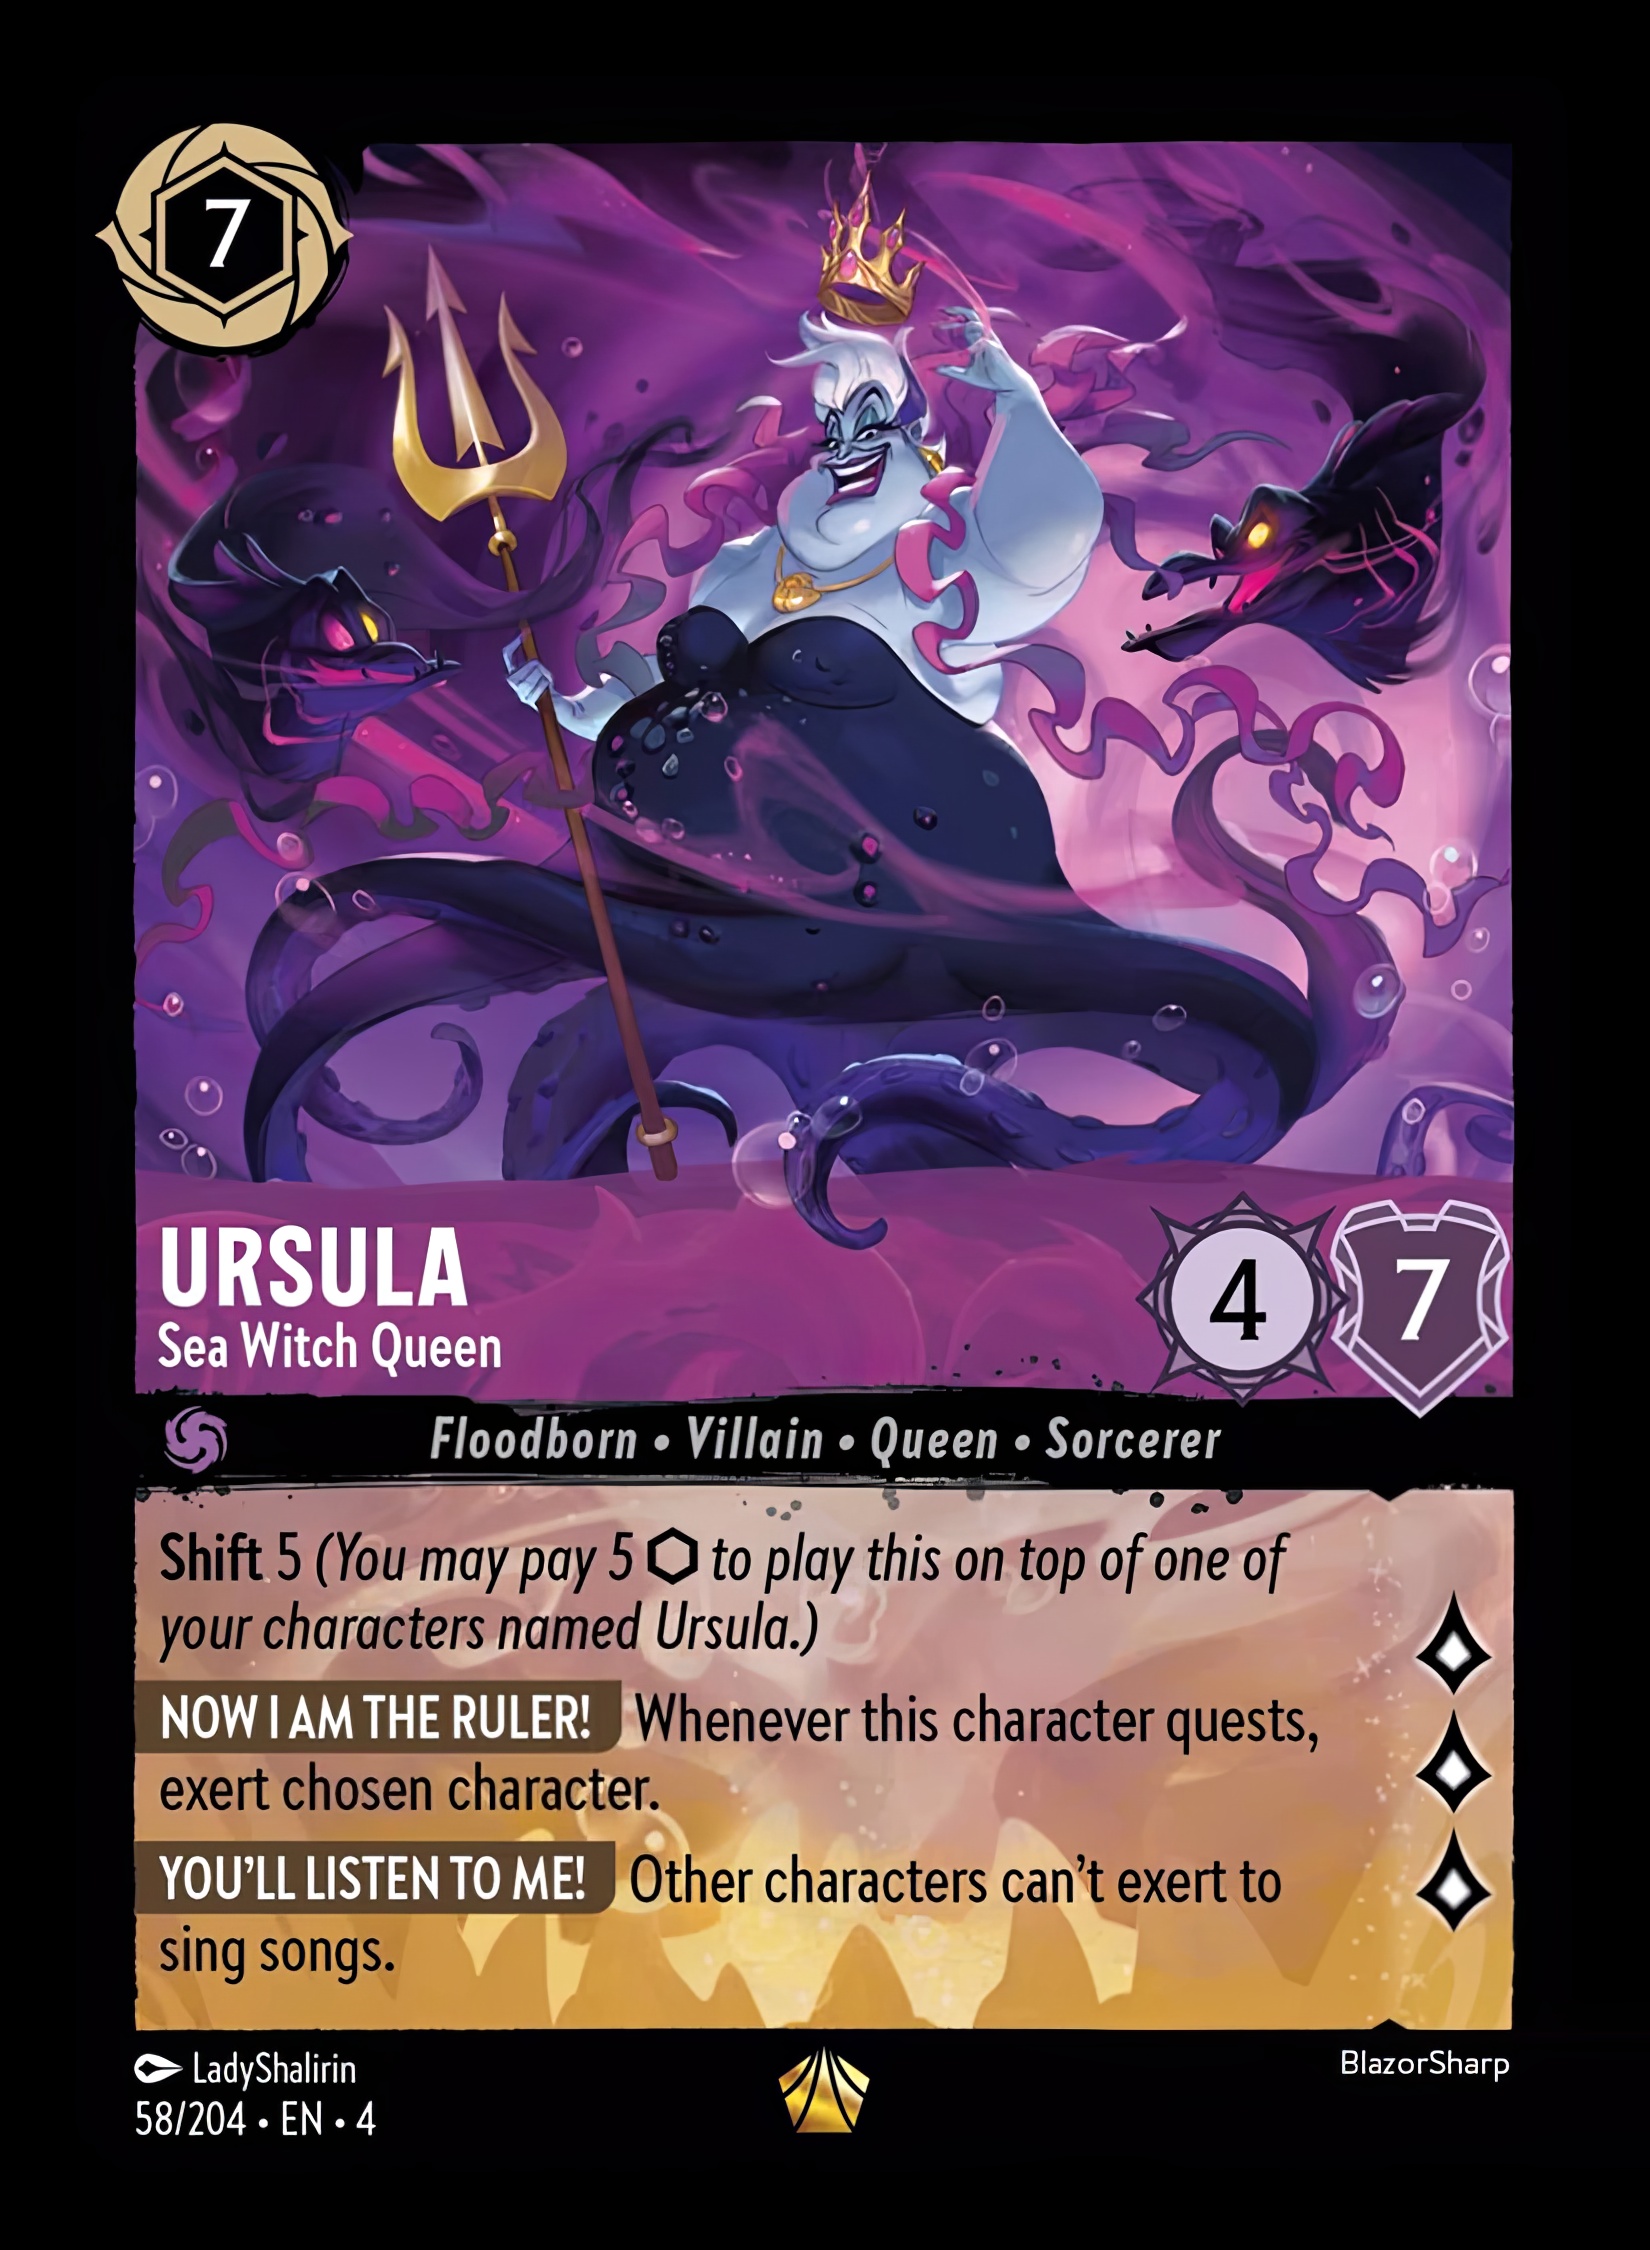 7
URSULA
Sea Witch Queen
4
7
Floodborn • Villain • Queen • Sorcerer
Shift 5 (You may pay 5 ⬡ to play this on top of one of
your characters named Ursula.)
NOW I AM THE RULER! Whenever this character quests,
exert chosen character.
YOU'LL LISTEN TO ME! Other characters can't exert to
sing songs.
LadyShalirin
58/204 • EN • 4
BlazorSharp